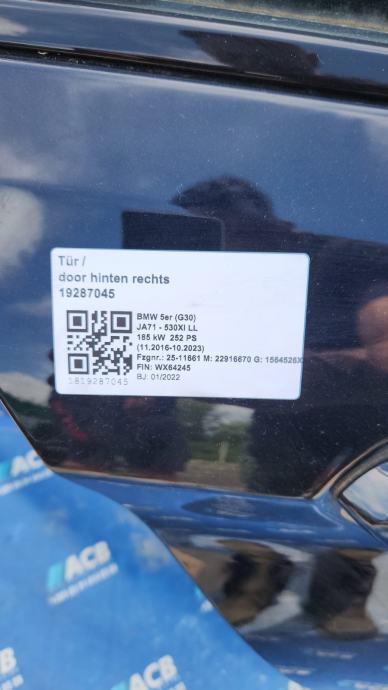 Tür /
door hinten rechts
19287045
BMW 5er (G30)
JA71 - 530XI LL
185 kW 252 PS
(11.2016-10.2023)
Fzgnr.: 25-11661 M: 22916670 G: 1564526X
FIN: WX64245
BJ: 01/2022
1819287045
ACB
ACB
ACB